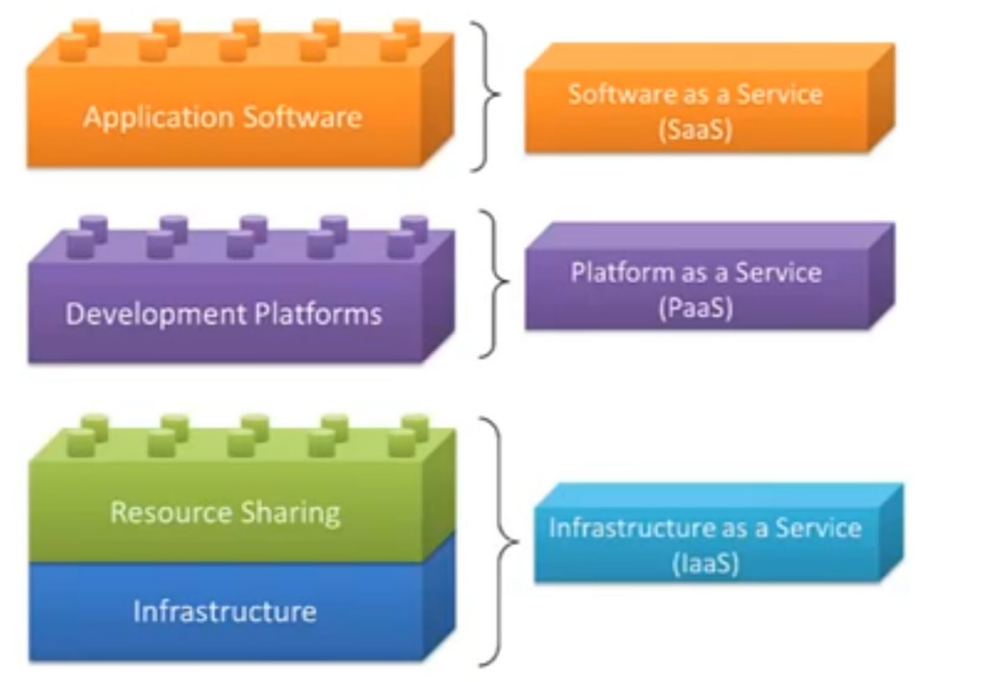 Application Software
Software as a Service
(SaaS)
Development Platforms
Platform as a Service
(PaaS)
Resource Sharing
Infrastructure
Infrastructure as a Service
(IaaS)